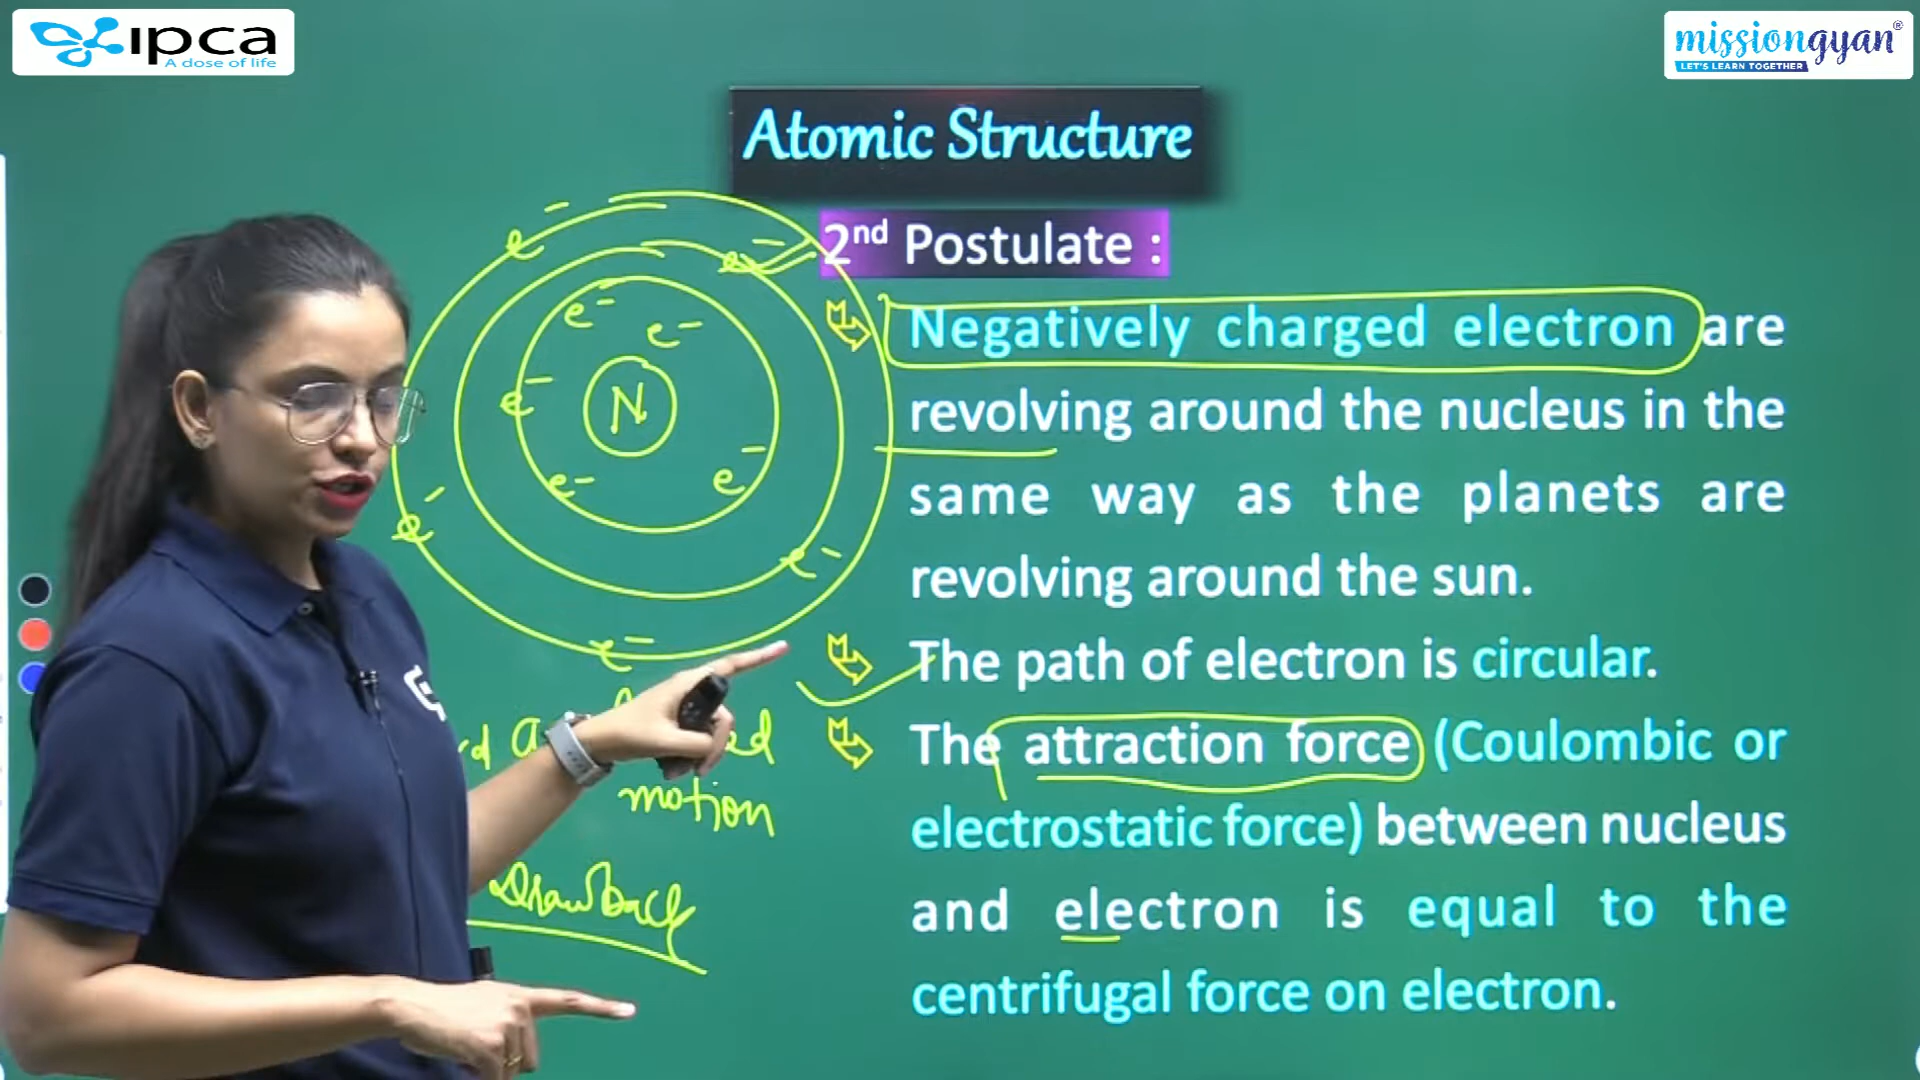 ipca
A dose of life
missiongyan®
LET'S LEARN TOGETHER
Atomic Structure
2nd Postulate :
Negatively charged electron are
revolving around the nucleus in the
same way as the planets are
revolving around the sun.
The path of electron is circular.
The attraction force (Coulombic or
electrostatic force) between nucleus
and electron is equal to the
centrifugal force on electron.
e-
e-
e-
e-
e-
N
e-
e-
e-
e-
e-
motion
Drawback